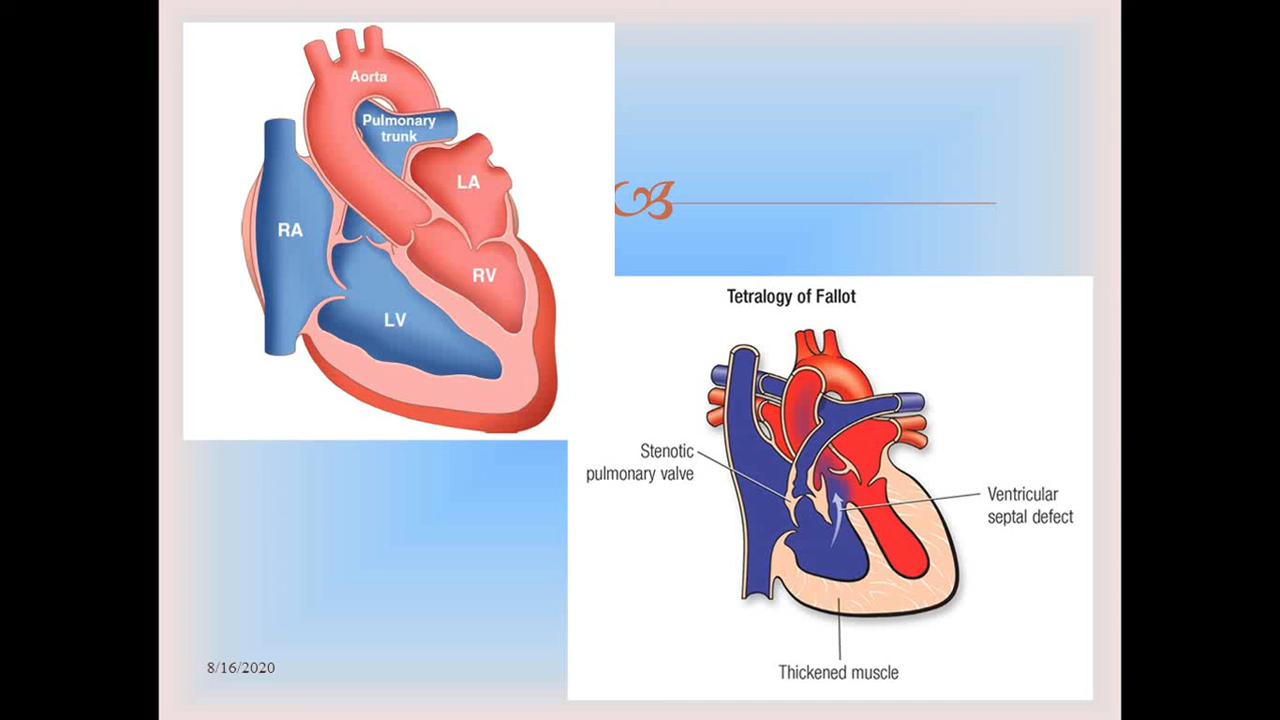 Aorta
Pulmonary
trunk
LA
RA
RV
LV
Tetralogy of Fallot
Stenotic
pulmonary valve
Ventricular
septal defect
Thickened muscle
8/16/2020